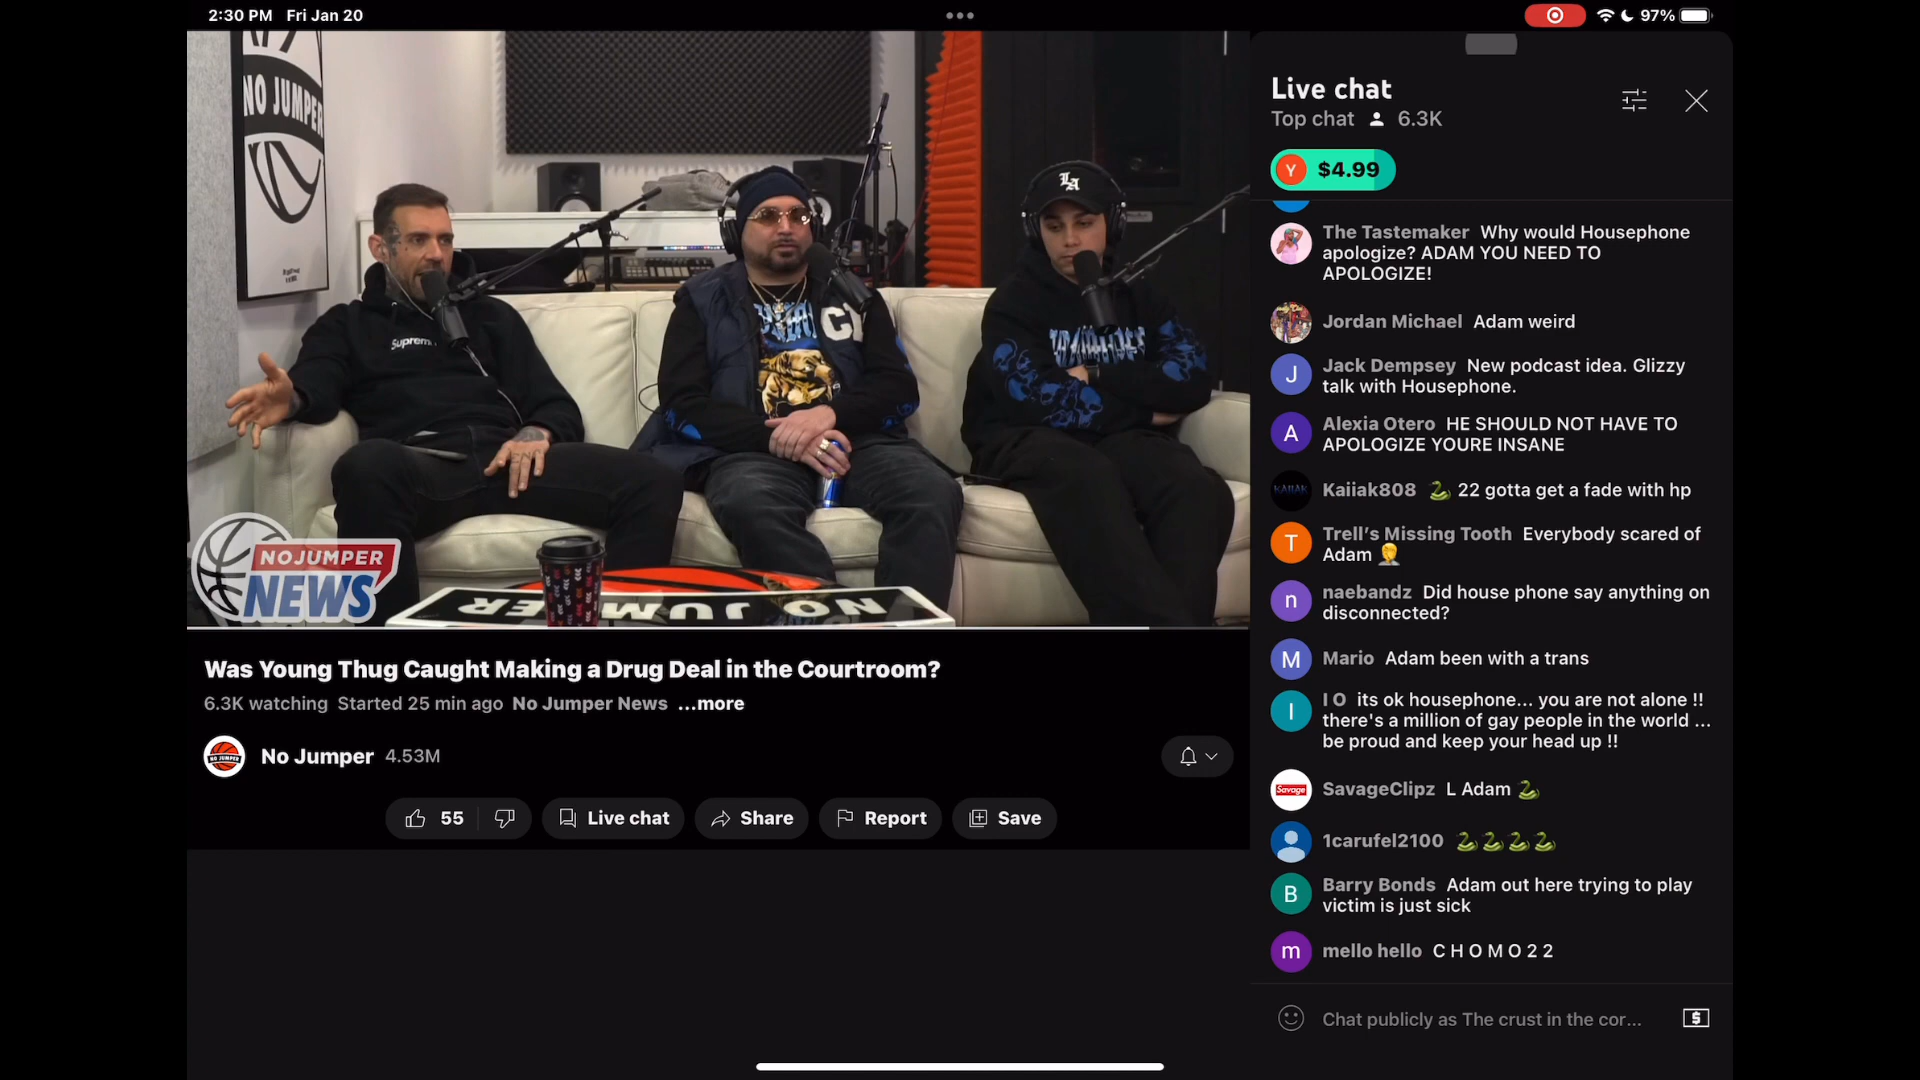 2:30 PM Fri Jan 20
97%
NO JUMPER
LA
Supreme
NOJUMPER
NEWS
NO JUMPER
Was Young Thug Caught Making a Drug Deal in the Courtroom?
6.3K watching Started 25 min ago No Jumper News ...more
No Jumper 4.53M
55
Live chat
Share
Report
Save
Live chat
Top chat 6.3K
Y $4.99
The Tastemaker Why would Housephone
apologize? ADAM YOU NEED TO
APOLOGIZE!
Jordan Michael Adam weird
J
Jack Dempsey New podcast idea. Glizzy
talk with Housephone.
A
Alexia Otero HE SHOULD NOT HAVE TO
APOLOGIZE YOURE INSANE
KAIIAK
Kaiiak808 🐍 22 gotta get a fade with hp
T
Trell's Missing Tooth Everybody scared of
Adam 🤦
n
naebandz Did house phone say anything on
disconnected?
M
Mario Adam been with a trans
I
I O its ok housephone... you are not alone !!
there's a million of gay people in the world ...
be proud and keep your head up !!
Savage
SavageClipz L Adam 🐍
1carufel2100 🐍🐍🐍🐍
B
Barry Bonds Adam out here trying to play
victim is just sick
m
mello hello C H O M O 2 2
Chat publicly as The crust in the cor...